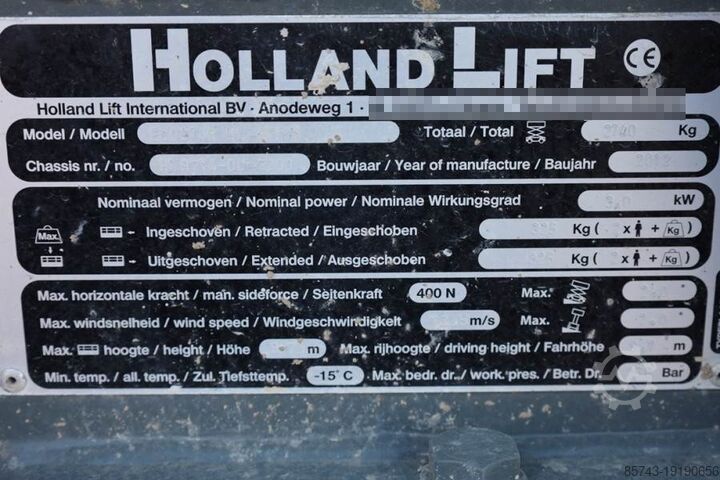 HOLLAND LIFT CE
Holland Lift International BV · Anodeweg 1 ·
Model / Modell Totaal / Total Kg
Chassis nr. / no. Bouwjaar / Year of manufacture / Baujahr
Nominaal vermogen / Nominal power / Nominale Wirkungsgrad kW
Max. Ingeschoven / Retracted / Eingeschoben Kg ( x + Kg )
Uitgeschoven / Extended / Ausgeschoben Kg ( x + Kg )
Max. horizontale kracht / man. sideforce / Seitenkraft 400 N Max.
Max. windsnelheid / wind speed / Windgeschwindigkeit m/s Max.
Max. hoogte / height / Höhe m Max. rijhoogte / driving height / Fahrhöhe m
Min. temp. / all. temp. / Zul. Tiefsttemp. -15°C Max. bedr. dr. / work. pres. / Betr. Dr. Bar
85743-19190656